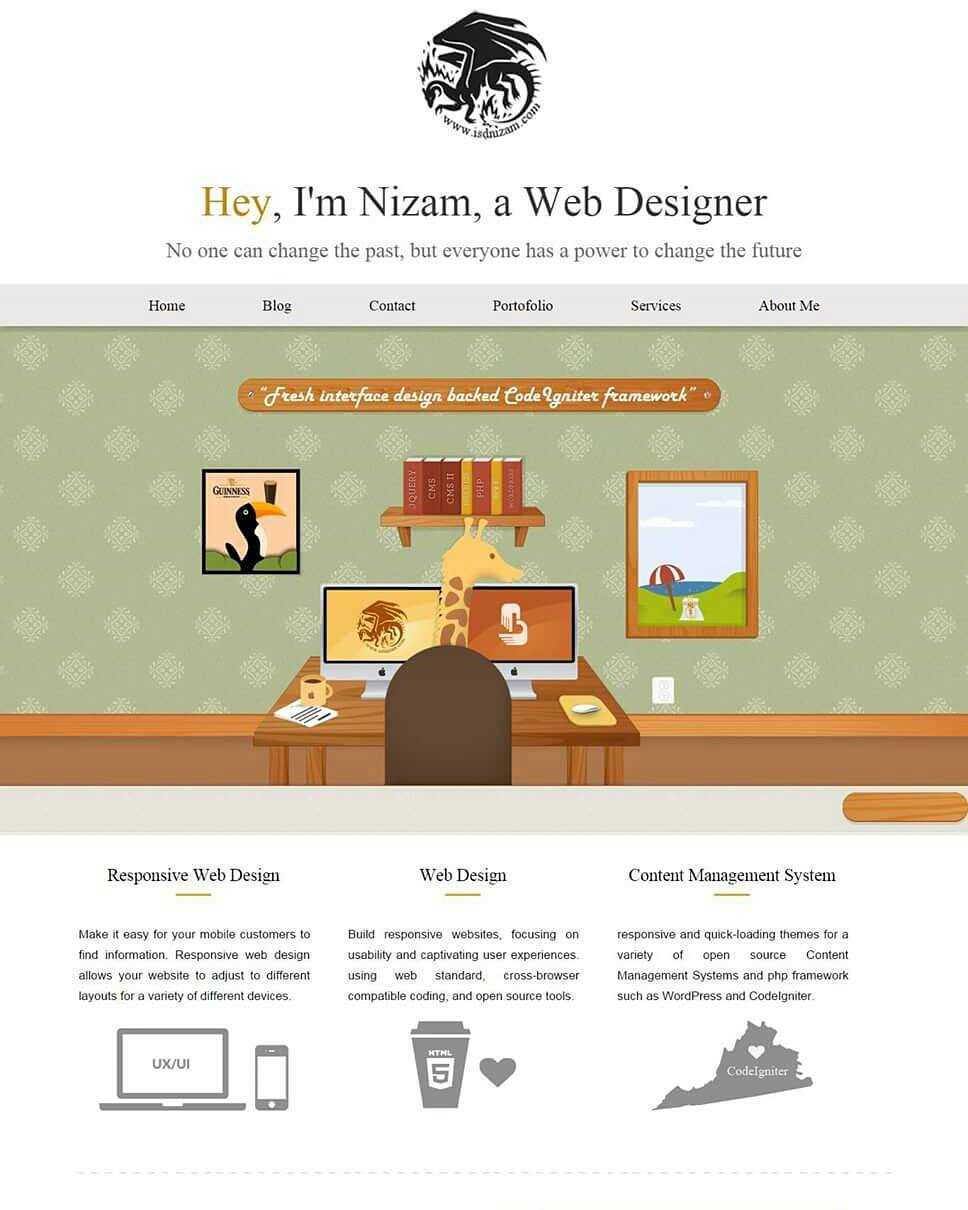 www.isdnizam.com
Hey, I'm Nizam, a Web Designer
No one can change the past, but everyone has a power to change the future
Home Blog Contact Portofolio Services About Me
“Fresh interface design backed CodeIgniter framework”
JQUERY CMS CMS II PHP WORDPRESS
GUINNESS
Responsive Web Design
Web Design
Content Management System
Make it easy for your mobile customers to
find information. Responsive web design
allows your website to adjust to different
layouts for a variety of different devices.
Build responsive websites, focusing on
usability and captivating user experiences.
using web standard, cross-browser
compatible coding, and open source tools.
responsive and quick-loading themes for a
variety of open source Content
Management Systems and php framework
such as WordPress and CodeIgniter.
UX/UI
HTML
5
CodeIgniter